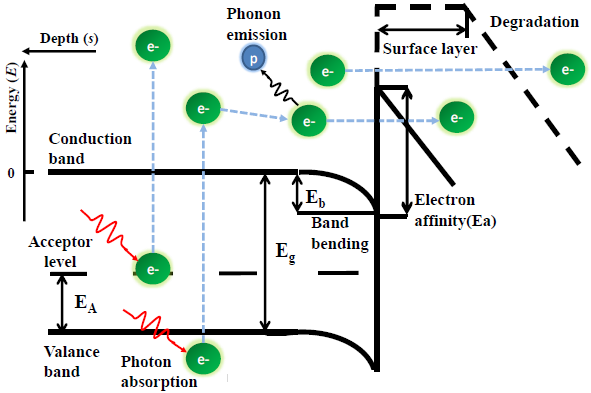 Phonon
emission
Degradation
Depth (s)
Surface layer
Energy (E)
e-
p
e-
e-
e-
e-
e-
Conduction
band
0
Eb
Band
bending
Electron
affinity(Ea)
Eg
Acceptor
level
e-
EA
Valance
band
Photon
absorption
e-